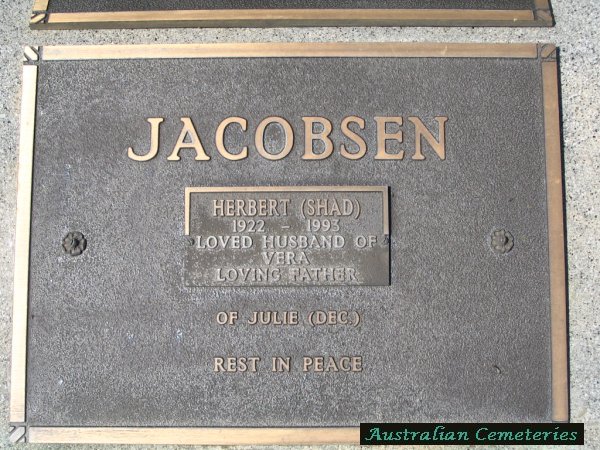 JACOBSEN
HERBERT (SHAD)
1922 - 1993
LOVED HUSBAND OF
VERA
LOVING FATHER
OF JULIE (DEC.)
REST IN PEACE
Australian Cemeteries